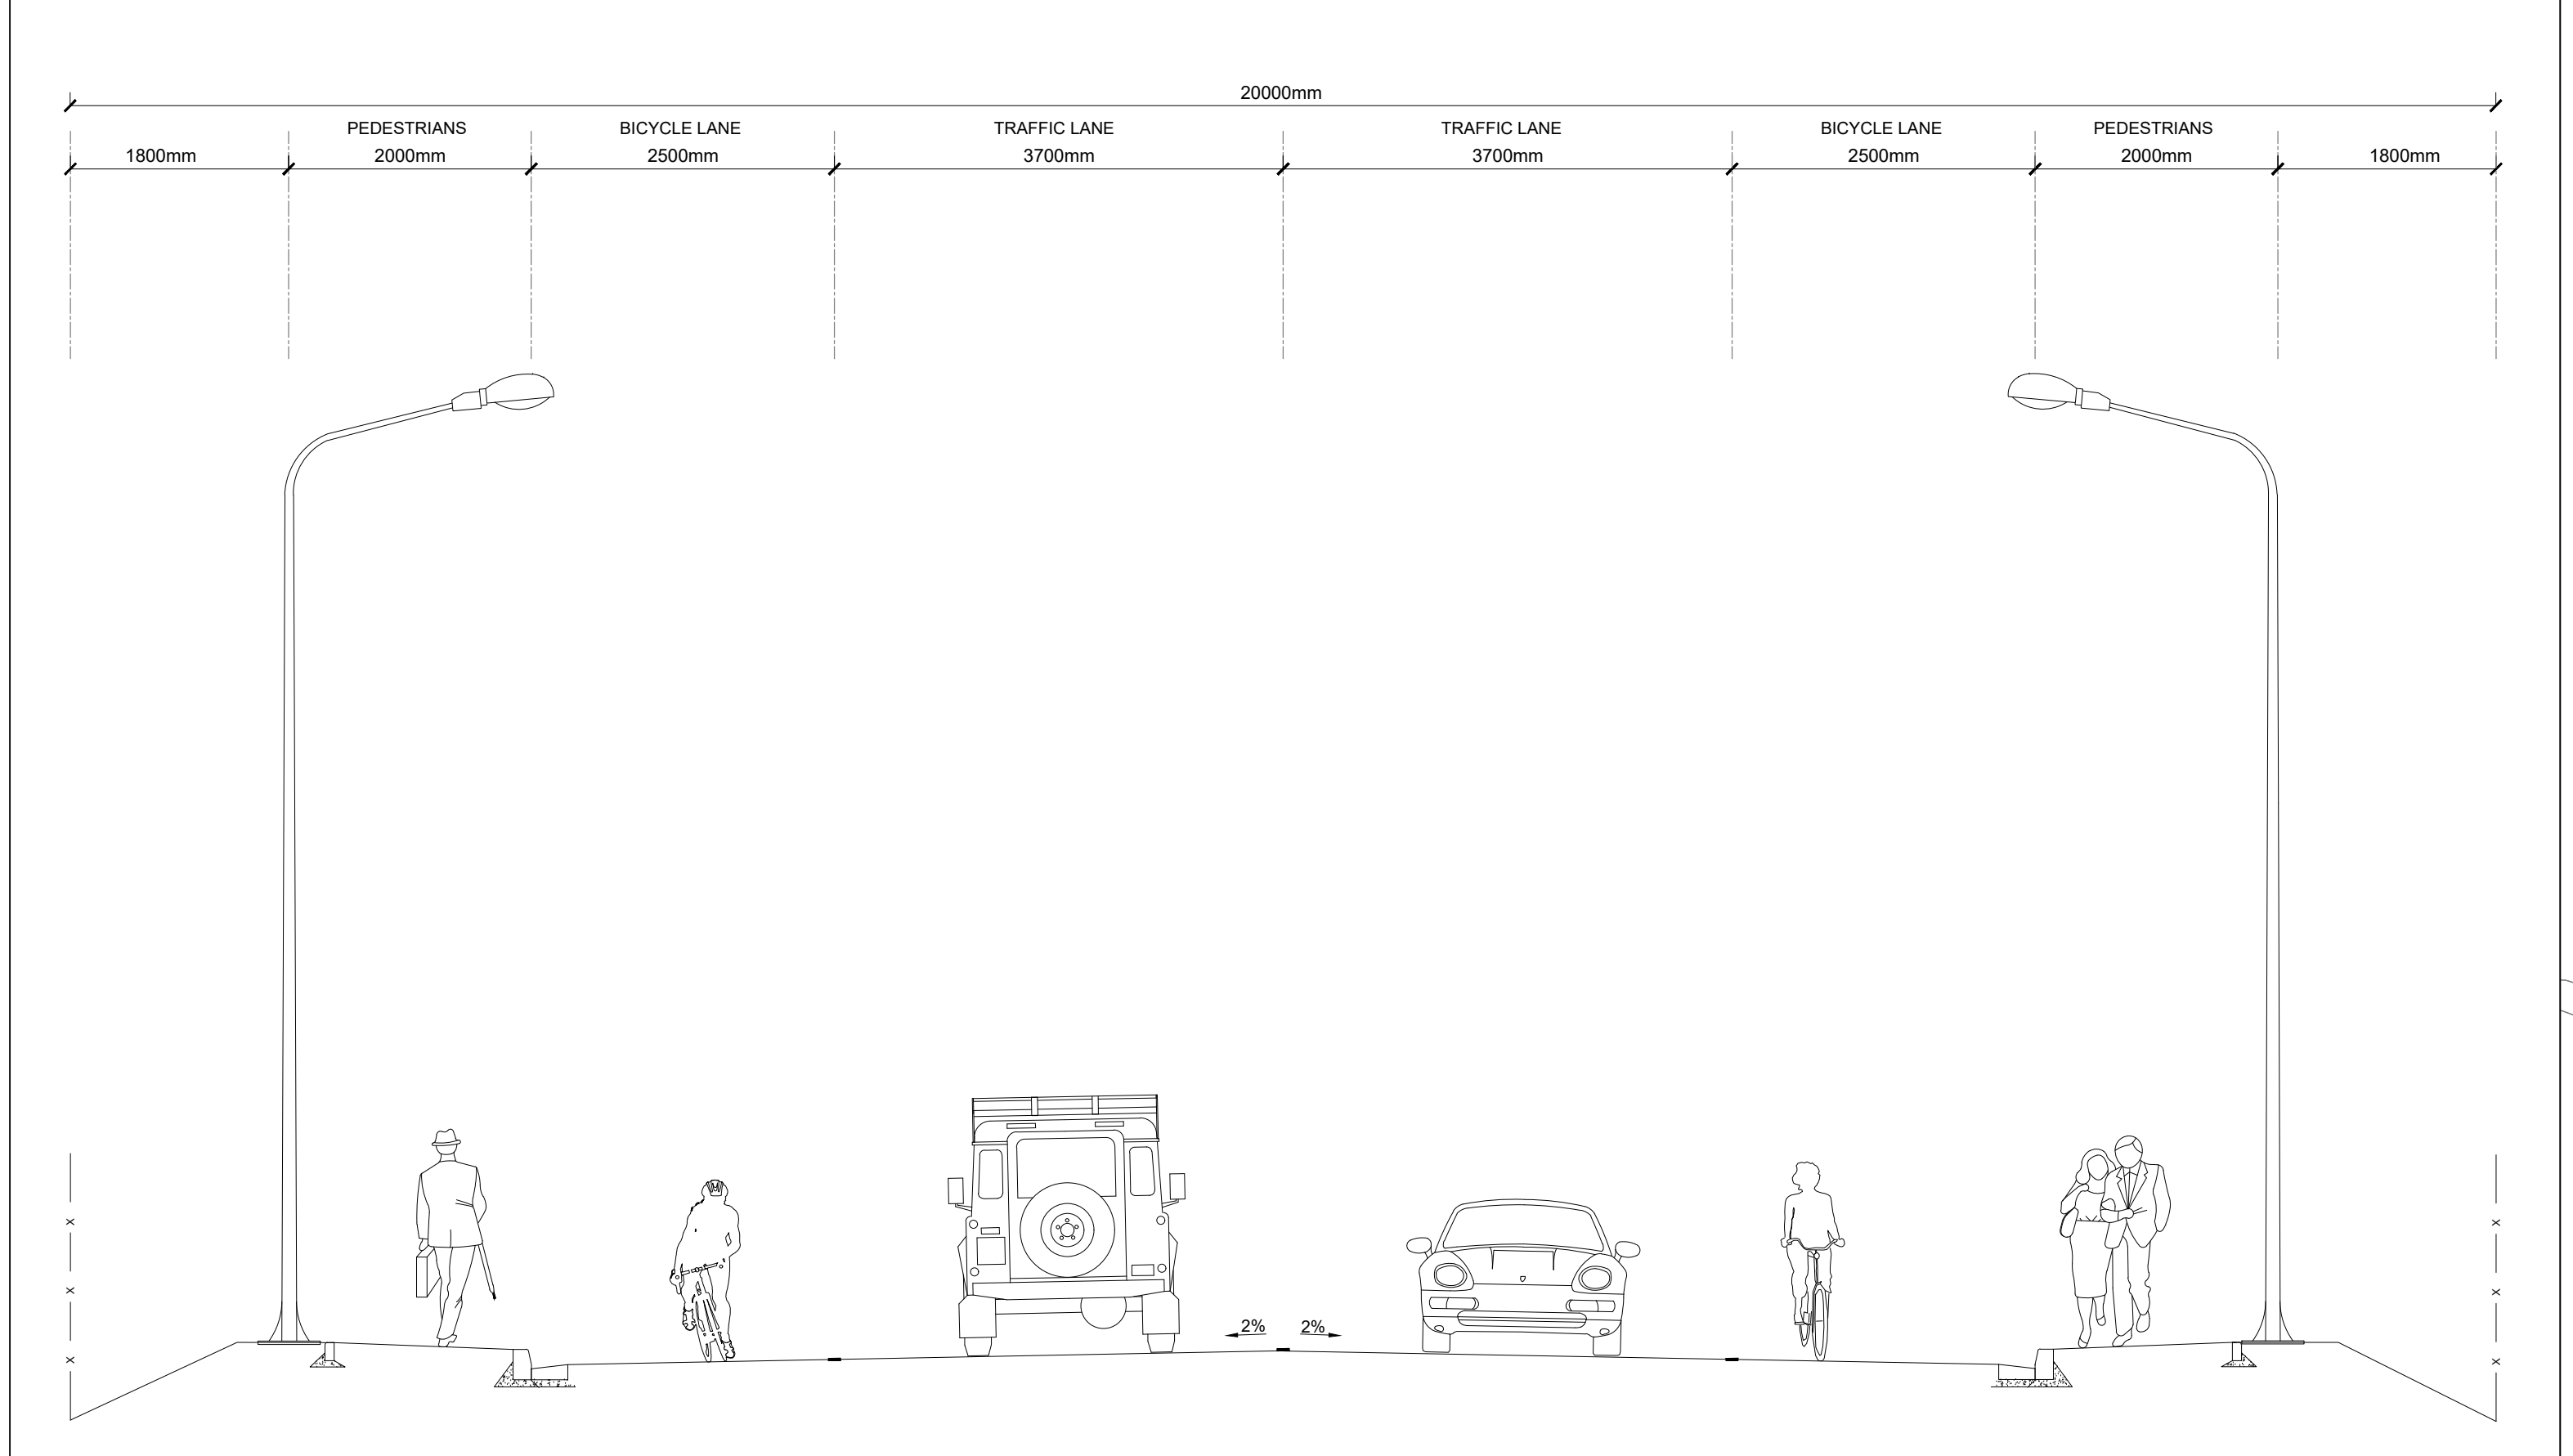 20000mm
PEDESTRIANS BICYCLE LANE TRAFFIC LANE TRAFFIC LANE BICYCLE LANE PEDESTRIANS
1800mm 2000mm 2500mm 3700mm 3700mm 2500mm 2000mm 1800mm
x x
x x
2% 2%
x x